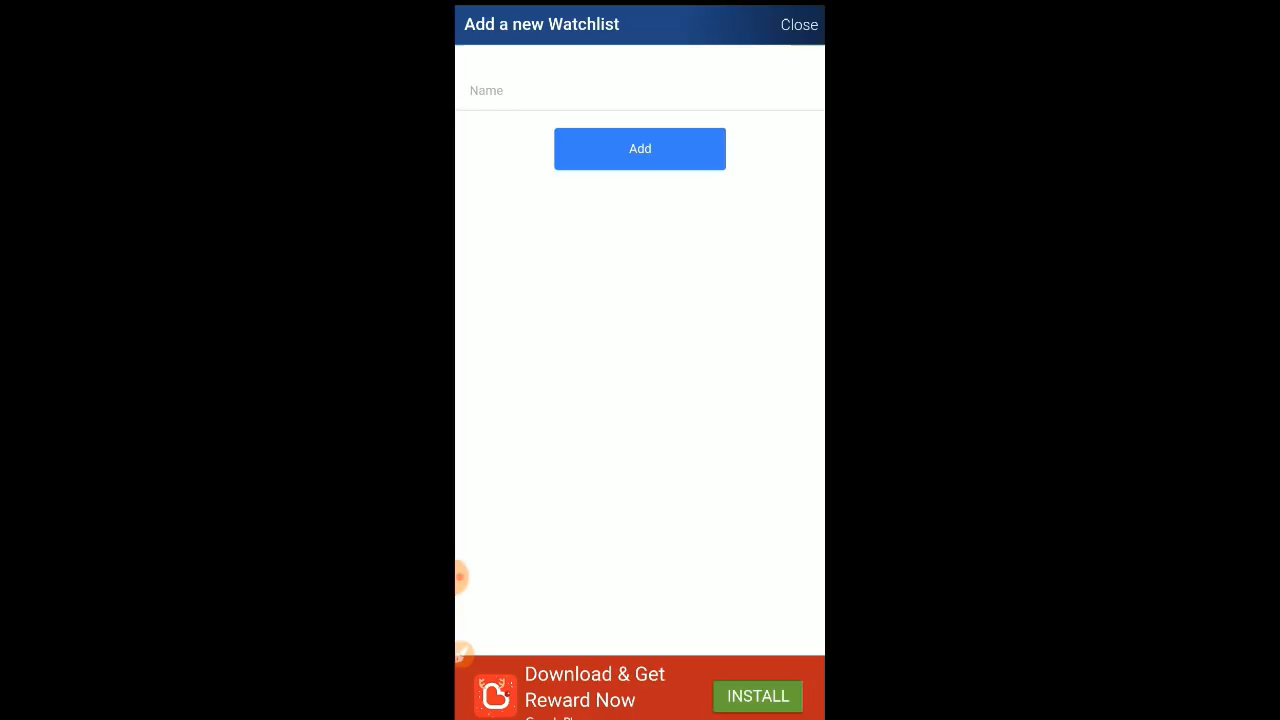 Add a new Watchlist
Close
Name
Add
Download & Get
Reward Now
INSTALL